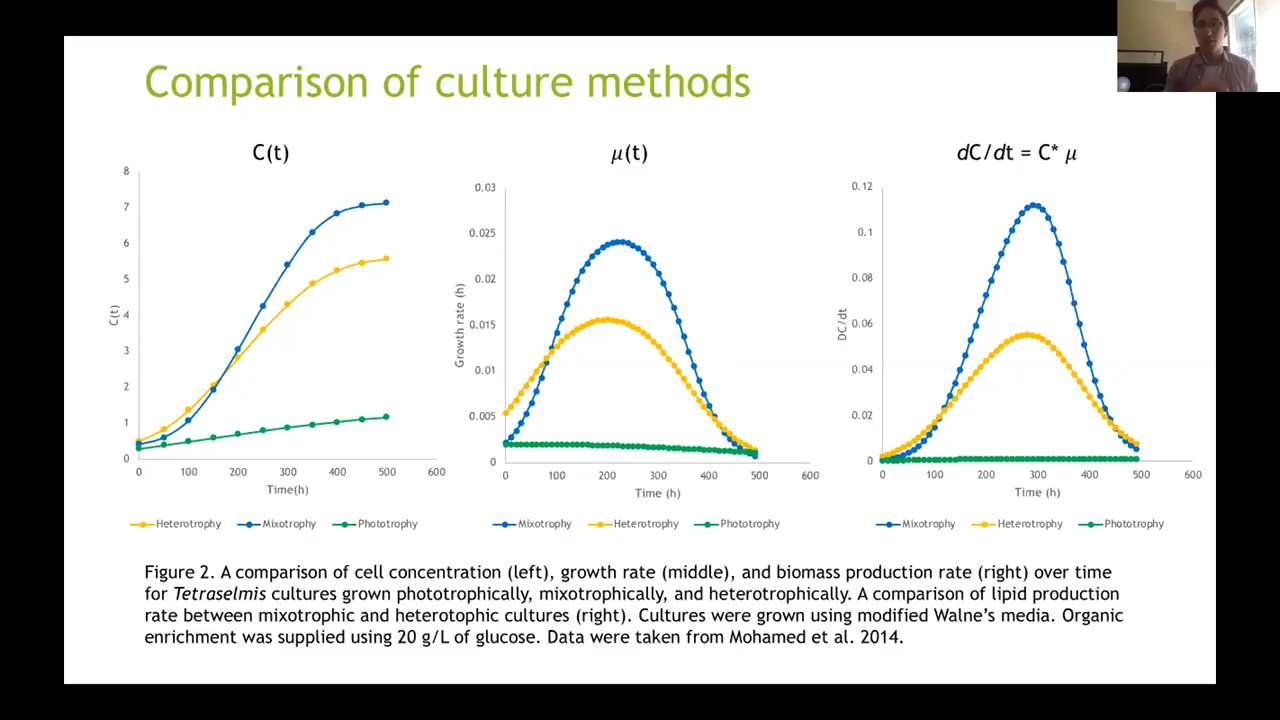 Comparison of culture methods
C(t)
8
7
6
5
4
3
2
1
0
C(t)
0 100 200 300 400 500 600
Time(h)
Heterotrophy Mixotrophy Phototrophy
μ(t)
0.03
0.025
0.02
0.015
0.01
0.005
0
Growth rate (h)
0 100 200 300 400 500 600
Time (h)
Mixotrophy Heterotrophy Phototrophy
dC/dt = C* μ
0.12
0.1
0.08
0.06
0.04
0.02
0
DC/dt
0 100 200 300 400 500 600
Time (h)
Mixotrophy Heterotrophy Phototrophy
Figure 2. A comparison of cell concentration (left), growth rate (middle), and biomass production rate (right) over time
for Tetraselmis cultures grown phototrophically, mixotrophically, and heterotrophically. A comparison of lipid production
rate between mixotrophic and heterotophic cultures (right). Cultures were grown using modified Walne's media. Organic
enrichment was supplied using 20 g/L of glucose. Data were taken from Mohamed et al. 2014.